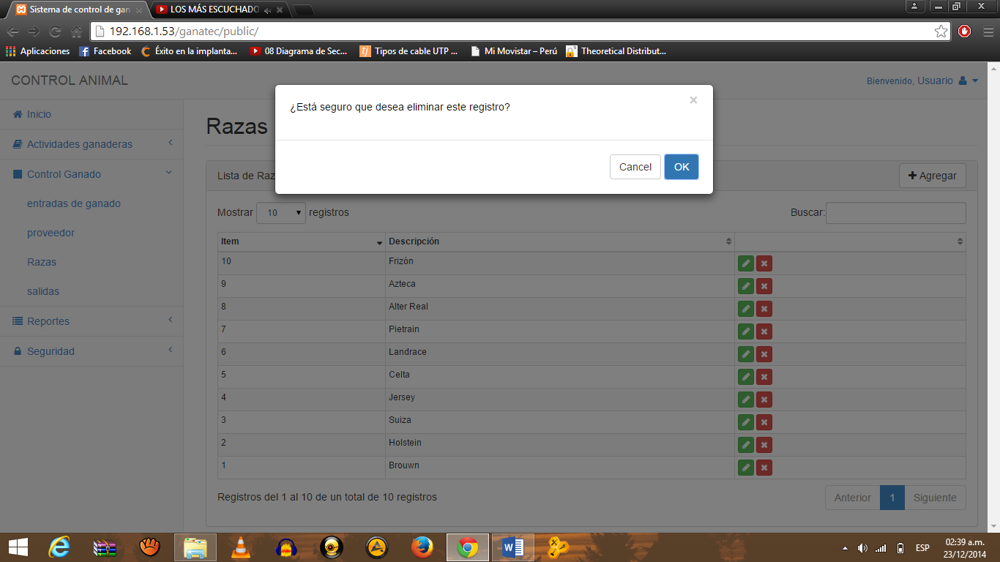 Sistema de control de gan
LOS MÁS ESCUCHADO
192.168.1.53/ganatec/public/
Aplicaciones
Facebook
Éxito en la implanta...
08 Diagrama de Sec...
Tipos de cable UTP ...
Mi Movistar – Perú
Theoretical Distribut...
CONTROL ANIMAL
Bienvenido, Usuario
¿Está seguro que desea eliminar este registro?
×
Cancel
OK
Inicio
Actividades ganaderas
Control Ganado
entradas de ganado
proveedor
Razas
salidas
Reportes
Seguridad
Razas
Lista de Raz
Agregar
Mostrar 10 registros
Buscar:
Item Descripción
10 Frizòn
9 Azteca
8 Alter Real
7 Pietrain
6 Landrace
5 Celta
4 Jersey
3 Suiza
2 Holstein
1 Brouwn
Registros del 1 al 10 de un total de 10 registros
Anterior 1 Siguiente
ESP
02:39 a.m.
23/12/2014